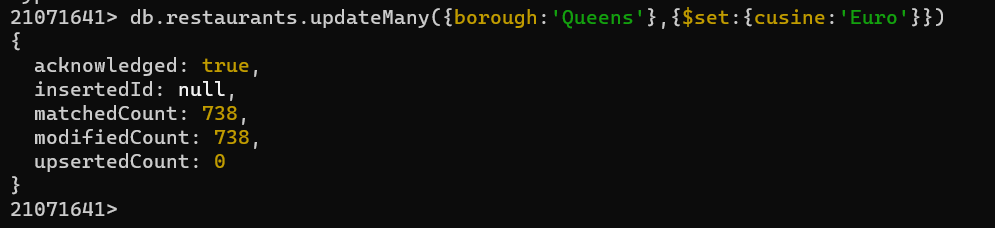 21071641> db.restaurants.updateMany({borough:'Queens'},{$set:{cusine:'Euro'}})
{
  acknowledged: true,
  insertedId: null,
  matchedCount: 738,
  modifiedCount: 738,
  upsertedCount: 0
}
21071641>